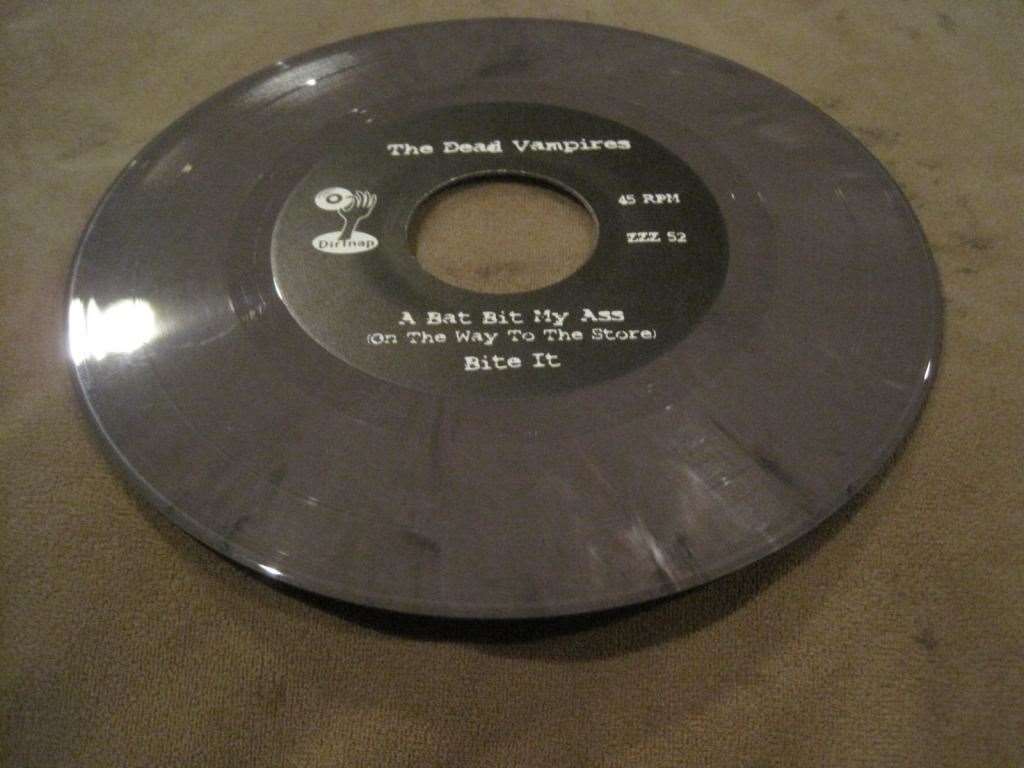 The Dead Vampires
45 RPM
Dirtnap
ZZZ 52
A Bat Bit My Ass
(On The Way To The Store)
Bite It